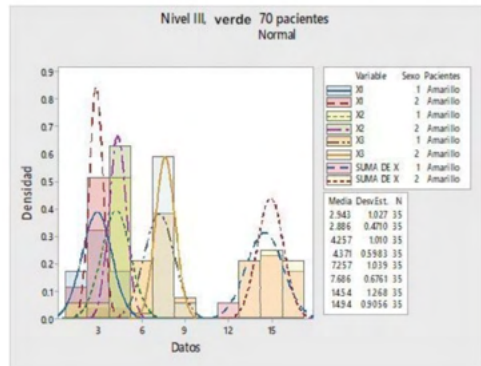 Nivel III, verde 70 pacientes
Normal
Densidad
0.9
0.8
0.7
0.6
0.5
0.4
0.3
0.2
0.1
0.0
3 6 9 12 15
Datos
Variable Sexo Pacientes
X1 1 Amarillo
X1 2 Amarillo
X2 1 Amarillo
X2 2 Amarillo
X3 1 Amarillo
X3 2 Amarillo
SUMA DE X 1 Amarillo
SUMA DE X 2 Amarillo
Media Desv.Est. N
2.943 1.027 35
2.886 0.4710 35
4.257 1.010 35
4.371 0.5983 35
7.257 1.039 35
7.686 0.6761 35
14.54 1.268 35
14.94 0.9056 35